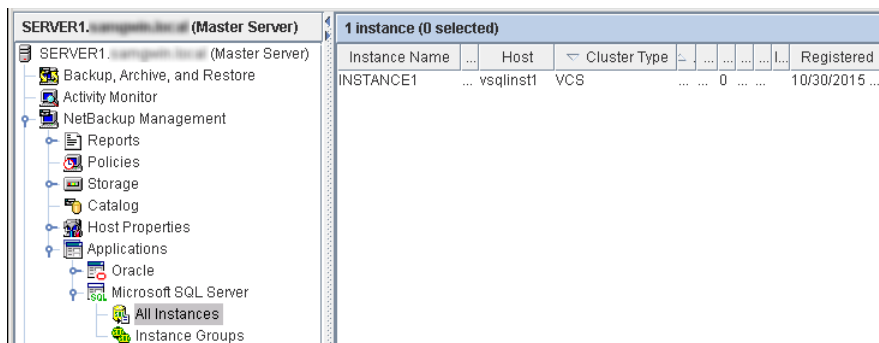 SERVER1. (Master Server)
SERVER1. (Master Server)
Backup, Archive, and Restore
Activity Monitor
NetBackup Management
Reports
Policies
Storage
Catalog
Host Properties
Applications
Oracle
Microsoft SQL Server
All Instances
Instance Groups
1 instance (0 selected)
Instance Name ... Host Cluster Type . ... ... ... ... I... Registered
INSTANCE1 ... vsqlinst1 VCS ... ... 0 ... ... 10/30/2015 ...